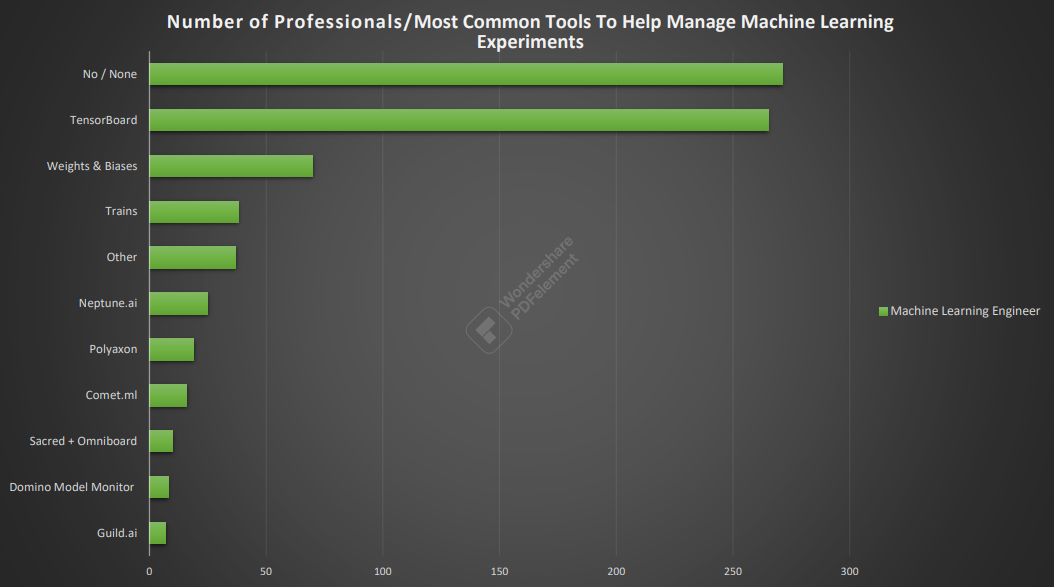 Number of Professionals/Most Common Tools To Help Manage Machine Learning
Experiments
No / None
TensorBoard
Weights & Biases
Trains
Other
Neptune.ai
Polyaxon
Comet.ml
Sacred + Omniboard
Domino Model Monitor
Guild.ai
0
50
100
150
200
250
300
Machine Learning Engineer
Wondershare
PDFelement